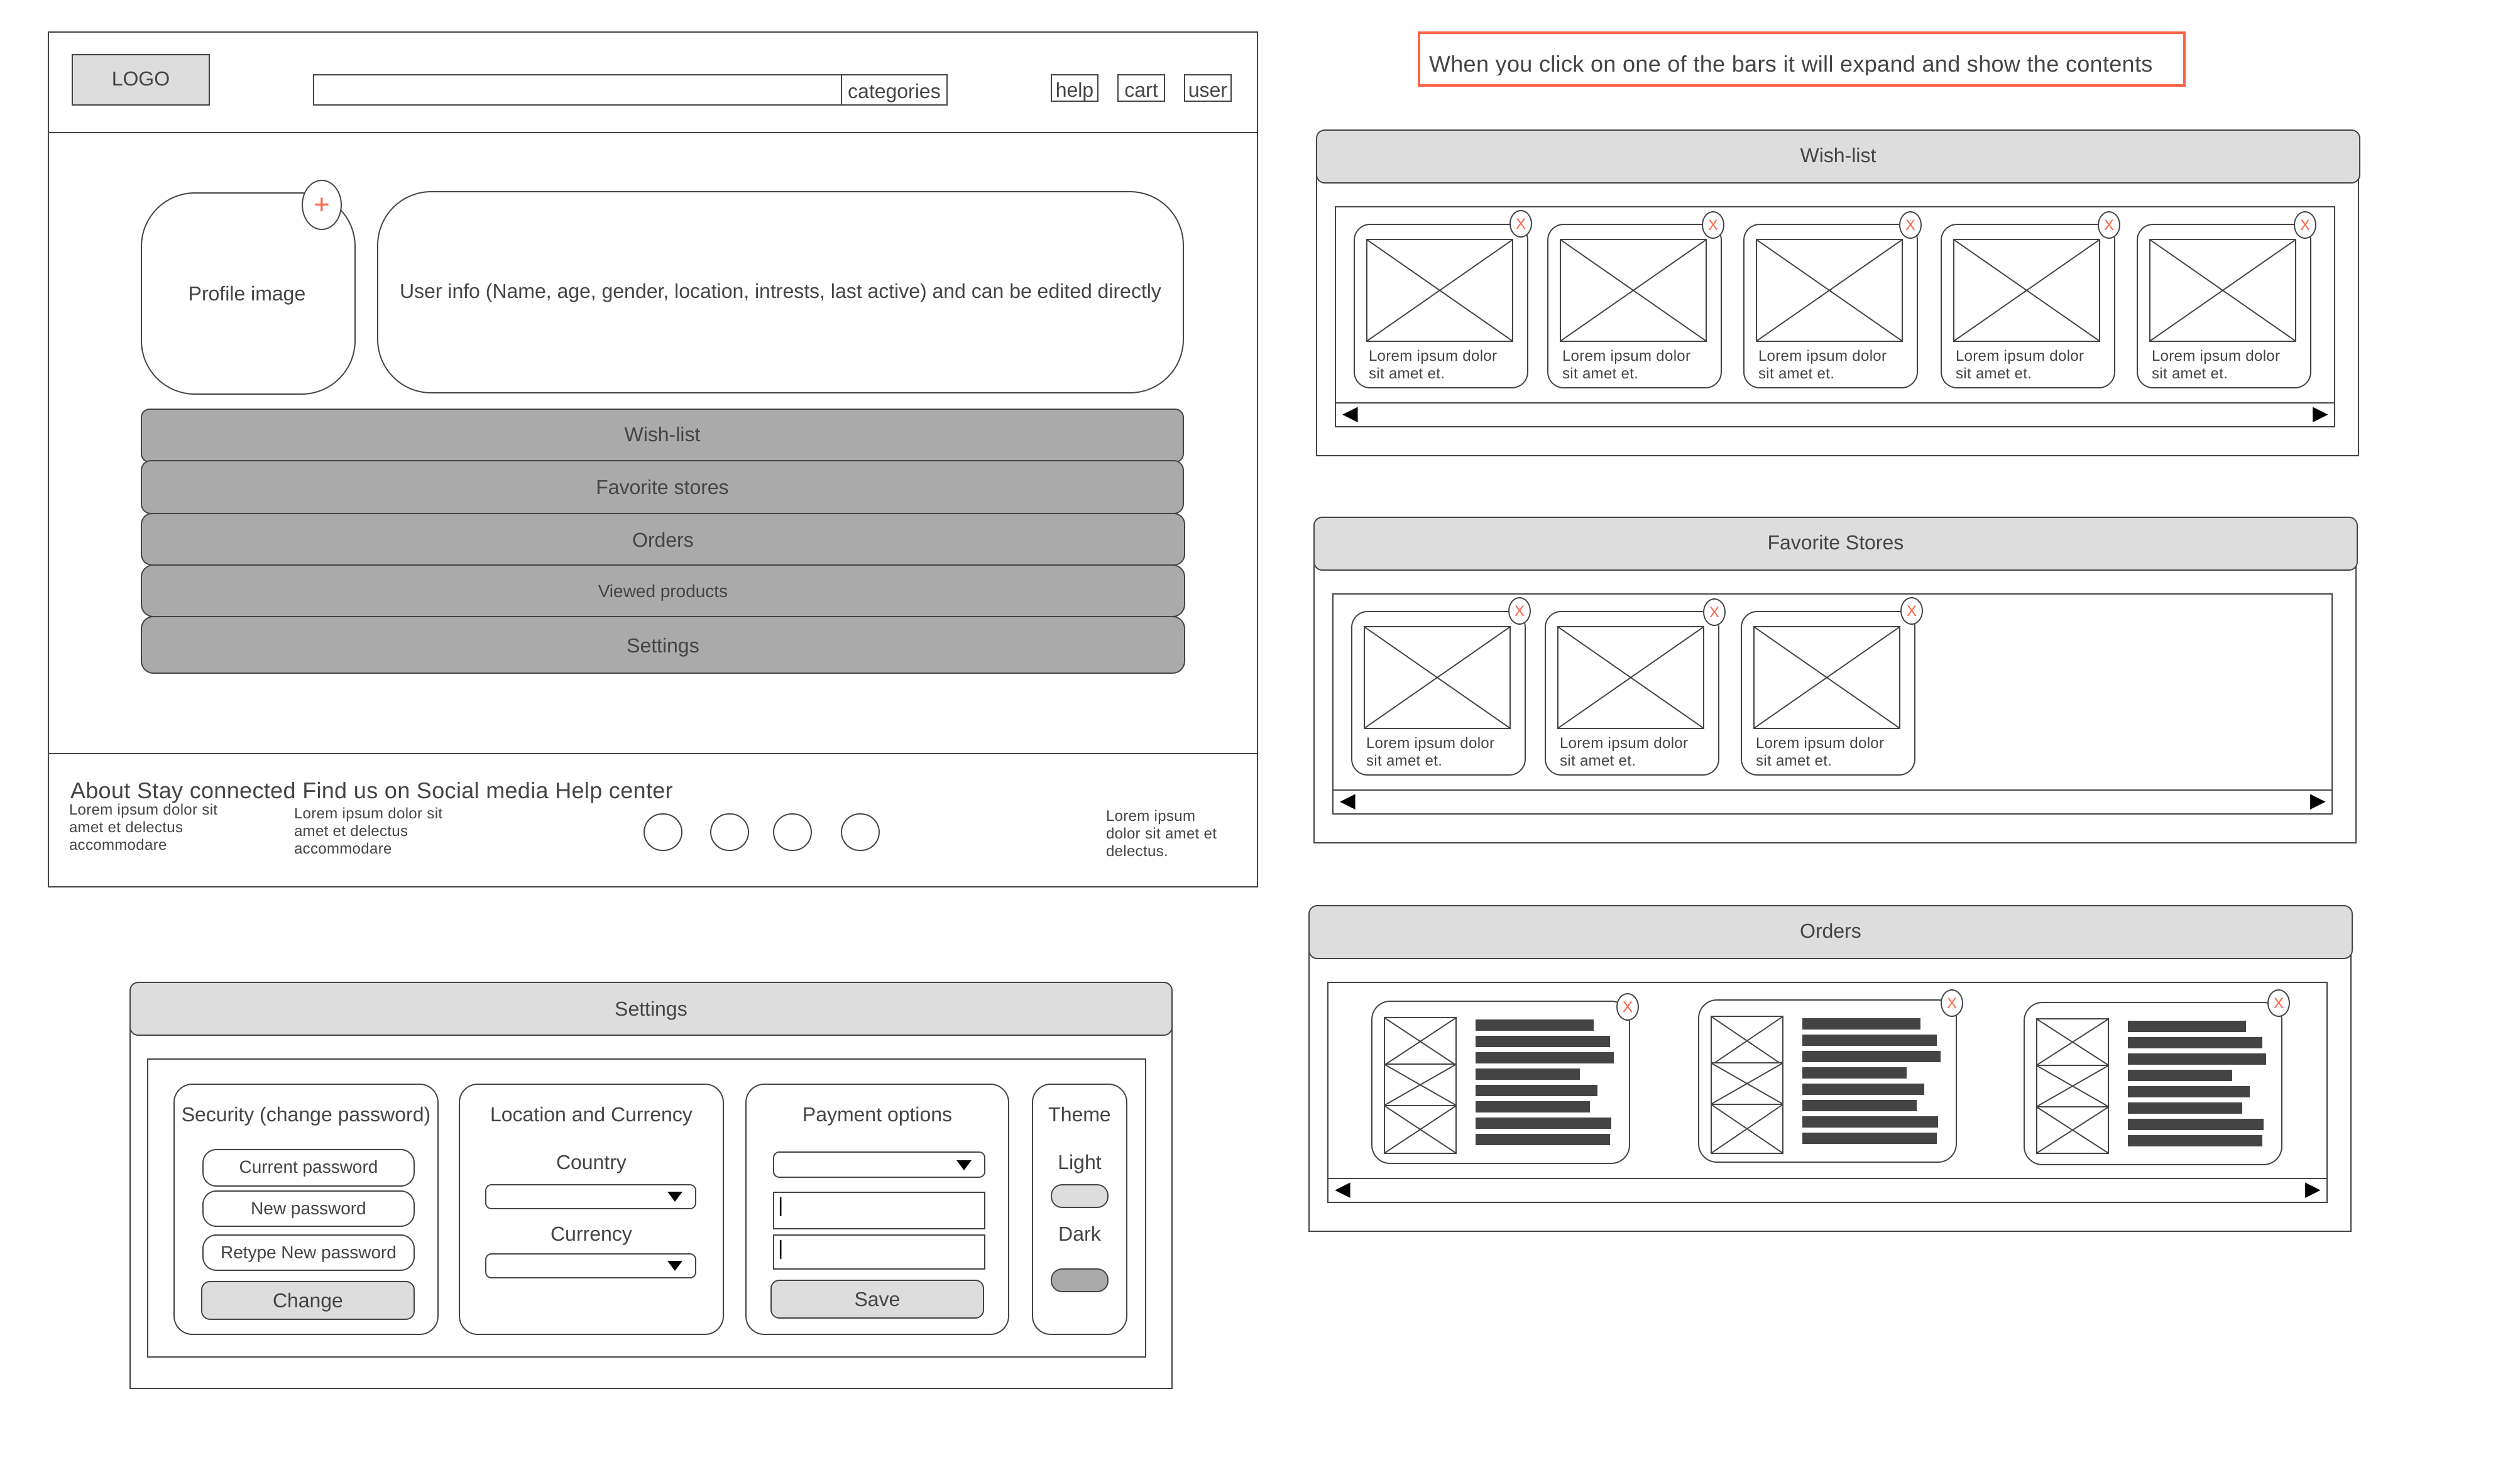 LOGO
categories
help
cart
user
+
Profile image
User info (Name, age, gender, location, intrests, last active) and can be edited directly
Wish-list
Favorite stores
Orders
Viewed products
Settings
About Stay connected Find us on Social media Help center
Lorem ipsum dolor sit
amet et delectus
accommodare
Lorem ipsum dolor sit
amet et delectus
accommodare
Lorem ipsum
dolor sit amet et
delectus.
Settings
Security (change password)
Current password
New password
Retype New password
Change
Location and Currency
Country
Currency
Payment options
Save
Theme
Light
Dark
When you click on one of the bars it will expand and show the contents
Wish-list
X
X
X
X
X
Lorem ipsum dolor
sit amet et.
Lorem ipsum dolor
sit amet et.
Lorem ipsum dolor
sit amet et.
Lorem ipsum dolor
sit amet et.
Lorem ipsum dolor
sit amet et.
Favorite Stores
X
X
X
Lorem ipsum dolor
sit amet et.
Lorem ipsum dolor
sit amet et.
Lorem ipsum dolor
sit amet et.
Orders
X
X
X